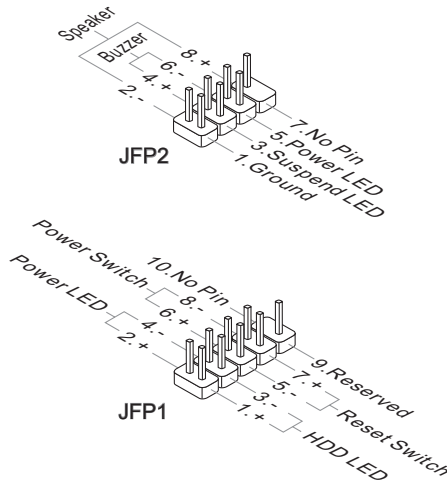 Speaker
Buzzer
8.+
6.-
4.+
2.-
7.No Pin
5.Power LED
3.Suspend LED
1.Ground
JFP2
10.No Pin
Power Switch
8.-
6.+
Power LED
4.-
2.+
9.Reserved
7.+
5.-
Reset Switch
3.-
1.+
HDD LED
JFP1